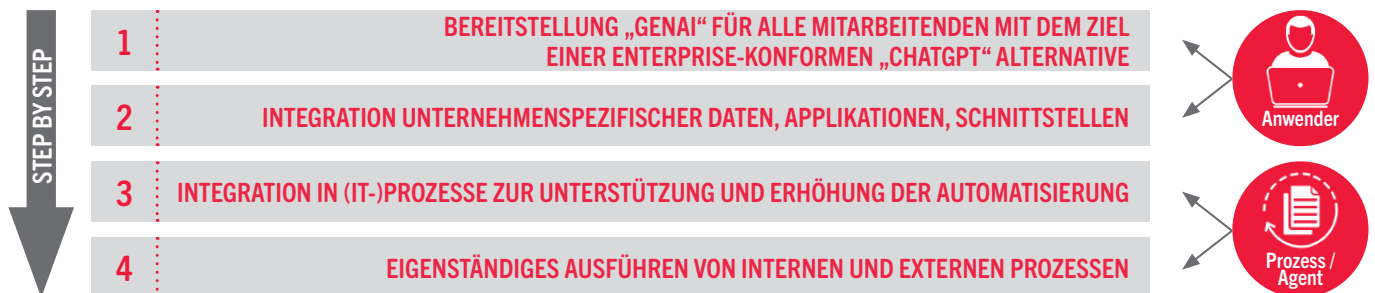 STEP BY STEP
1
BEREITSTELLUNG „GENAI“ FÜR ALLE MITARBEITENDEN MIT DEM ZIEL
EINER ENTERPRISE-KONFORMEN „CHATGPT“ ALTERNATIVE
2
INTEGRATION UNTERNEHMENSPEZIFISCHER DATEN, APPLIKATIONEN, SCHNITTSTELLEN
3
INTEGRATION IN (IT-)PROZESSE ZUR UNTERSTÜTZUNG UND ERHÖHUNG DER AUTOMATISIERUNG
4
EIGENSTÄNDIGES AUSFÜHREN VON INTERNEN UND EXTERNEN PROZESSEN
Anwender
Prozess /
Agent